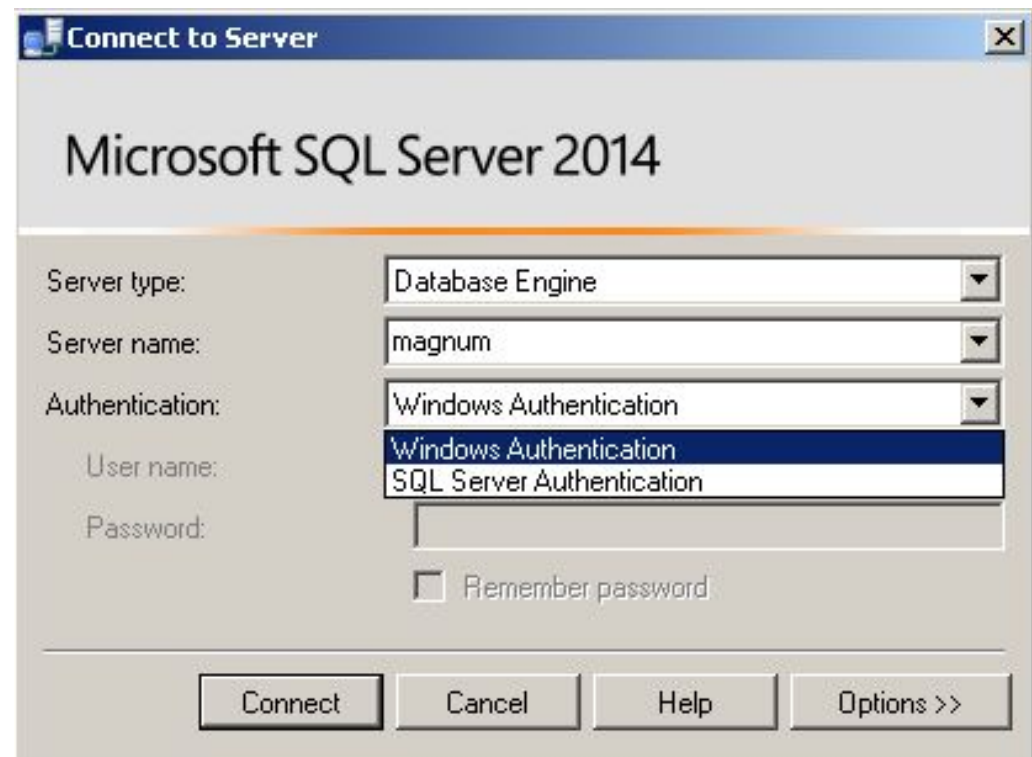 Connect to Server
Microsoft SQL Server 2014
Server type: Database Engine
Server name: magnum
Authentication: Windows Authentication
Windows Authentication
User name:
SQL Server Authentication
Password:
Remember password
Connect Cancel Help Options >>